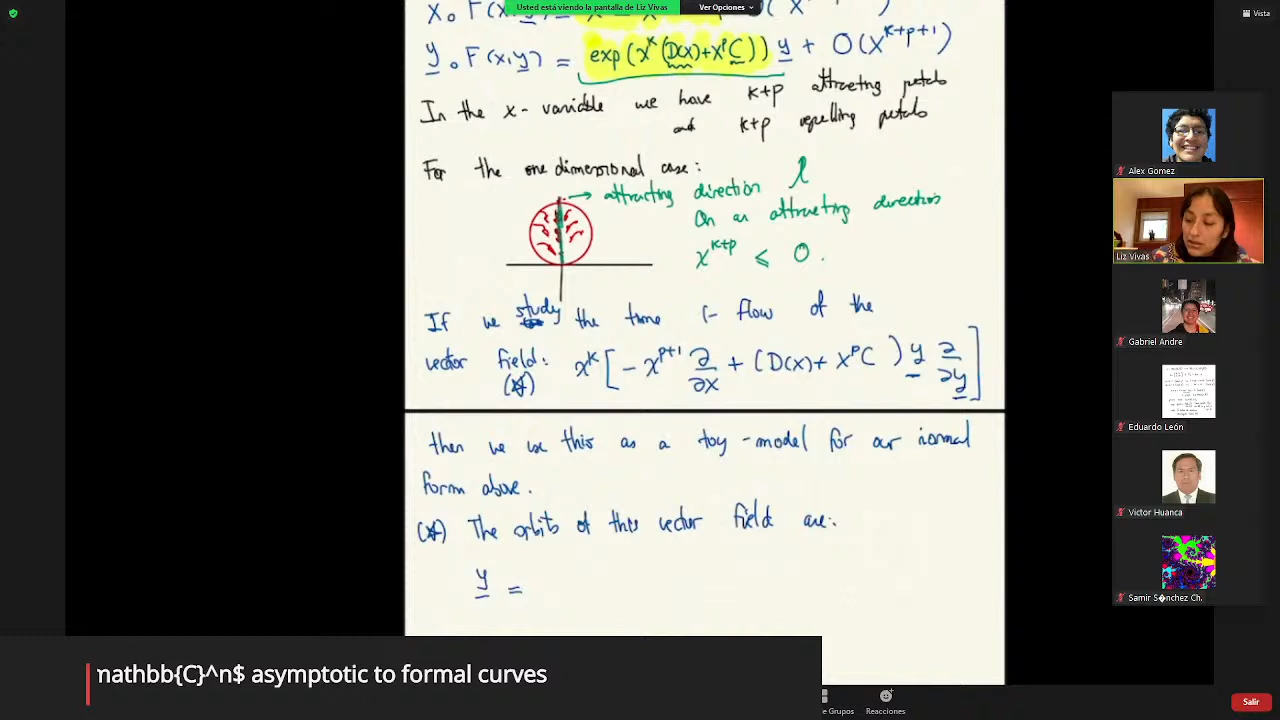 Usted está viendo la pantalla de Liz Vivas
Ver Opciones
Vista
y ∘ F(x,y) = exp(x^k(D(x)+x^pC)) y + O(x^{k+p+1})
In the x-variable we have k+p attracting petals
and k+p repelling petals
For the one dimensional case:
→ attracting direction ℓ
On an attracting direction
x^{k+p} ≤ 0.
If we study the time 1- flow of the
vector field: x^k[-x^{p+1} ∂/∂x + (D(x)+x^pC) y ∂/∂y]
(*)
then we use this as a toy-model for our normal
form above.
(*) The orbits of this vector field are:
y =
Alex Gomez
Liz Vivas
Gabriel Andre
Eduardo León
Victor Huanca
Samir S�nchez Ch.
nathbb{C}^n$ asymptotic to formal curves
e Grupos
Reacciones
Salir